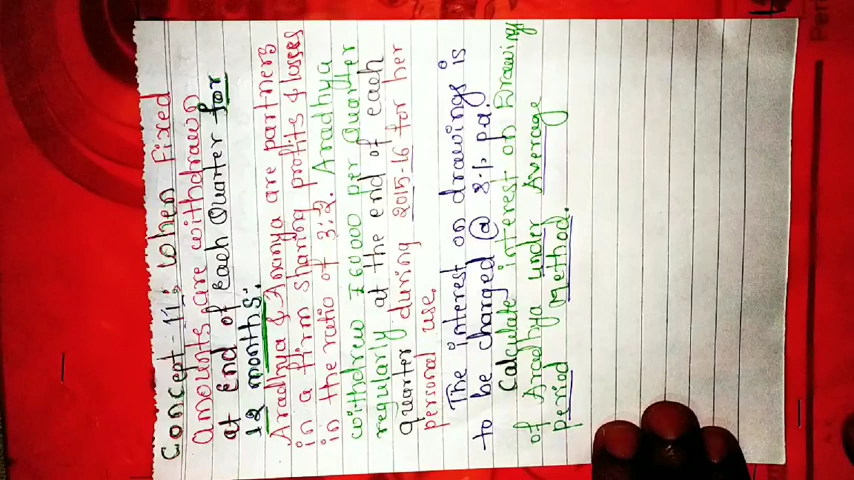 Concept-11: When Fixed
amounts are withdrawn
at End of Each Quarter for
12 months:
Aradhya & Ananya are partners
in a firm sharing profits & losses
in the ratio of 3:2. Aradhya
withdrew ₹60000 per Quarter
regularly at the end of each
quarter during 2015-16 for her
personal use.
The interest on drawings is
to be charged @ 8% p.a.
Calculate interest on Drawing
of Aradhya under Average
period Method.